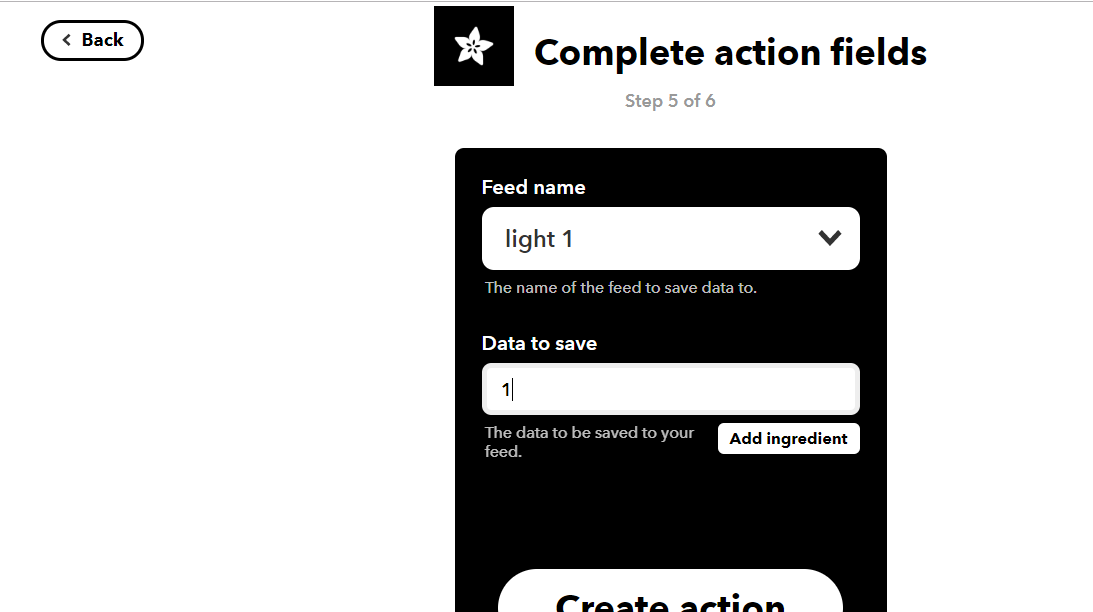 Back
Complete action fields
Step 5 of 6
Feed name
light 1
The name of the feed to save data to.
Data to save
1
The data to be saved to your
feed.
Add ingredient
Create action